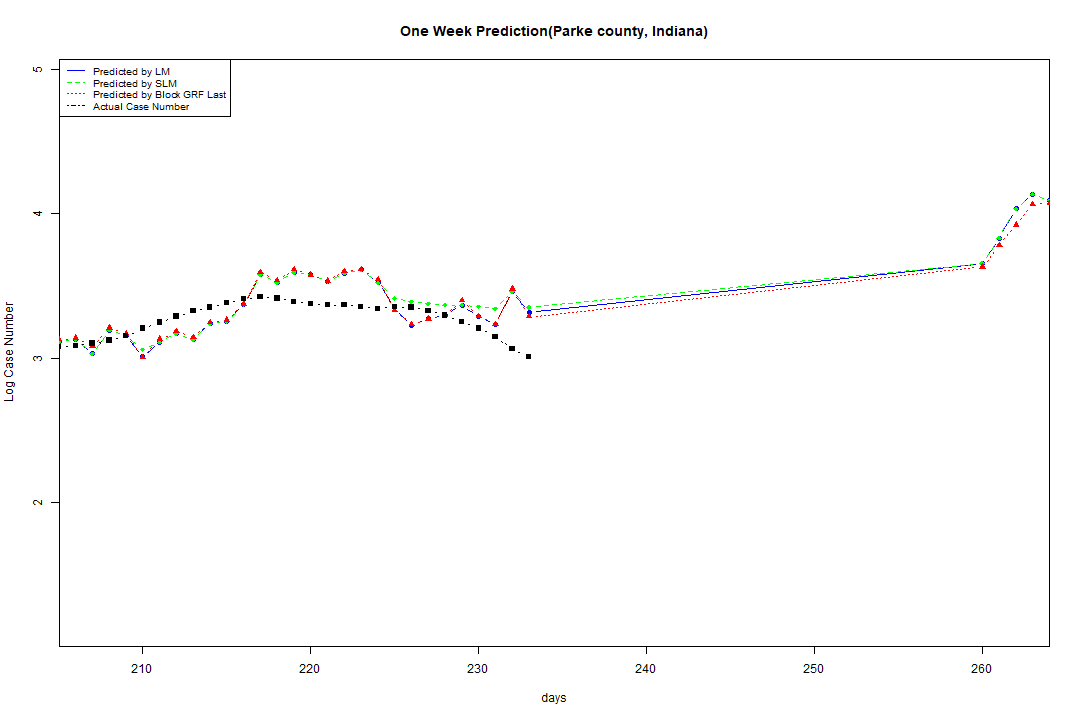 One Week Prediction(Parke county, Indiana)
Predicted by LM
Predicted by SLM
Predicted by Block GRF Last
Actual Case Number
5
4
3
2
Log Case Number
210 220 230 240 250 260
days